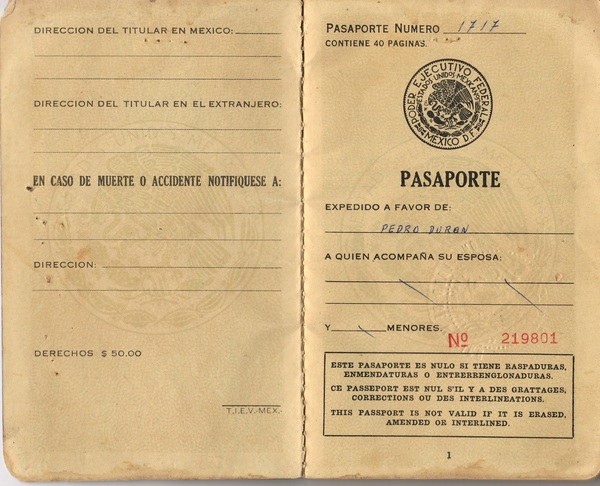 DIRECCION DEL TITULAR EN MEXICO:
DIRECCION DEL TITULAR EN EL EXTRANJERO:
EN CASO DE MUERTE O ACCIDENTE NOTIFIQUESE A:
DIRECCION:
DERECHOS $ 50.00
T.I.E.V.-MEX.-
PASAPORTE NUMERO 1717
CONTIENE 40 PAGINAS.
PODER EJECUTIVO FEDERAL
ESTADOS UNIDOS MEXICANOS
MEXICO D.F.
PASAPORTE
EXPEDIDO A FAVOR DE:
PEDRO DURAN
A QUIEN ACOMPAÑA SU ESPOSA:
Y MENORES.
Nº 219801
ESTE PASAPORTE ES NULO SI TIENE RASPADURAS,
ENMENDATURAS O ENTRERRENGLONADURAS.
CE PASSEPORT EST NUL S'IL Y A DES GRATTAGES,
CORRECTIONS OU DES INTERLINEATIONS.
THIS PASSPORT IS NOT VALID IF IT IS ERASED,
AMENDED OR INTERLINED.
1